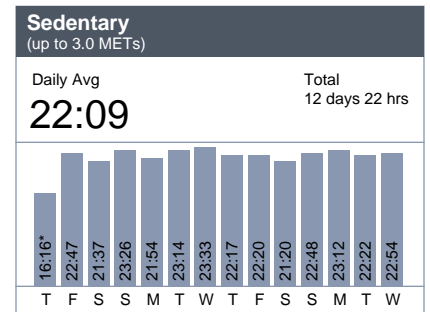 Sedentary
(up to 3.0 METs)
Daily Avg
22:09
Total
12 days 22 hrs
16:16* 22:47 21:37 23:26 21:54 23:14 23:33 22:17 22:20 21:20 22:48 23:12 22:22 22:54
T F S S M T W T F S S M T W